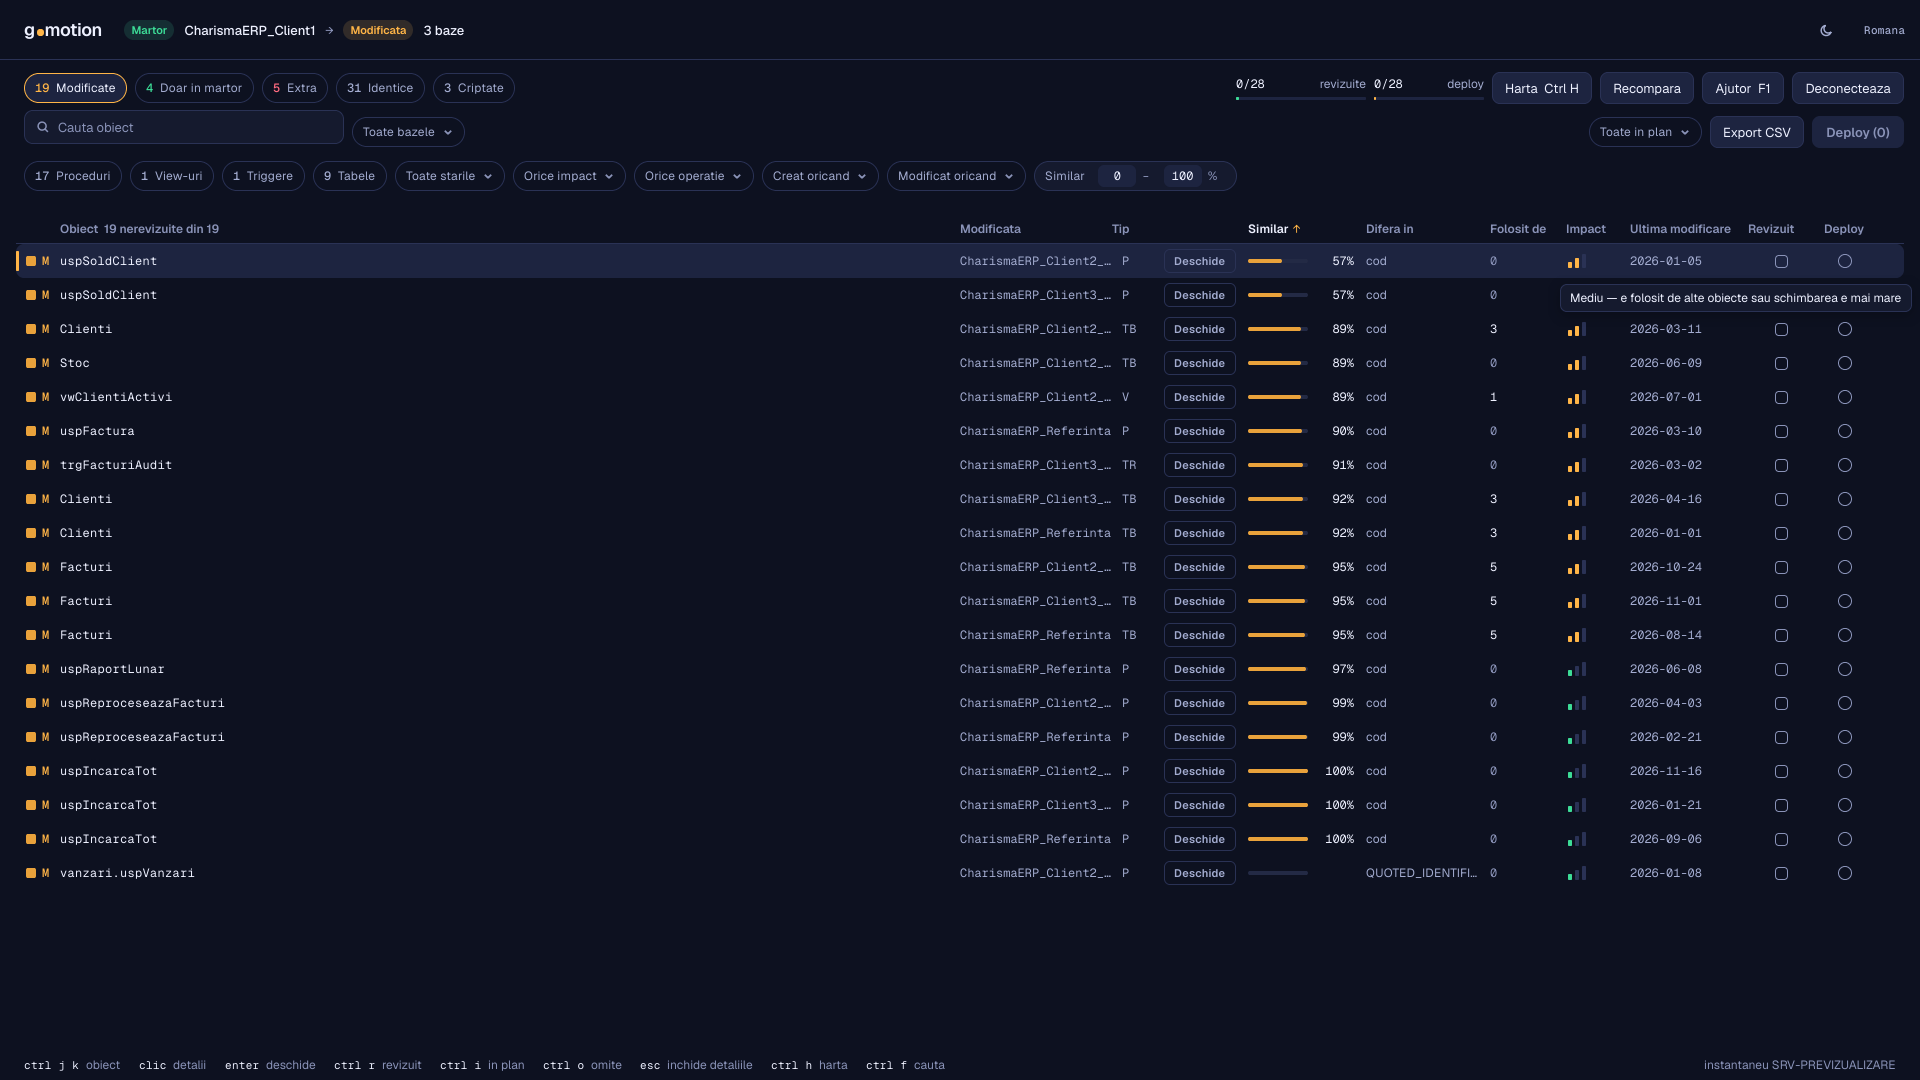 gomotion Martor CharismaERP_Client1 → Modificata 3 baze Romana
19 Modificate 4 Doar in martor 5 Extra 31 Identice 3 Criptate 0/28 revizuite 0/28 deploy Harta Ctrl H Recompara Ajutor F1 Deconecteaza
Cauta obiect Toate bazele Toate in plan Export CSV Deploy (0)
17 Proceduri 1 View-uri 1 Triggere 9 Tabele Toate starile Orice impact Orice operatie Creat oricand Modificat oricand Similar 0 – 100 %
Obiect 19 nerevizuite din 19 Modificata Tip Similar ↑ Difera in Folosit de Impact Ultima modificare Revizuit Deploy
M uspSoldClient CharismaERP_Client2_… P Deschide 57% cod 0 2026-01-05
M uspSoldClient CharismaERP_Client3_… P Deschide 57% cod 0
Mediu — e folosit de alte obiecte sau schimbarea e mai mare
M Clienti CharismaERP_Client2_… TB Deschide 89% cod 3 2026-03-11
M Stoc CharismaERP_Client2_… TB Deschide 89% cod 0 2026-06-09
M vwClientiActivi CharismaERP_Client2_… V Deschide 89% cod 1 2026-07-01
M uspFactura CharismaERP_Referinta P Deschide 90% cod 0 2026-03-10
M trgFacturiAudit CharismaERP_Client3_… TR Deschide 91% cod 0 2026-03-02
M Clienti CharismaERP_Client3_… TB Deschide 92% cod 3 2026-04-16
M Clienti CharismaERP_Referinta TB Deschide 92% cod 3 2026-01-01
M Facturi CharismaERP_Client2_… TB Deschide 95% cod 5 2026-10-24
M Facturi CharismaERP_Client3_… TB Deschide 95% cod 5 2026-11-01
M Facturi CharismaERP_Referinta TB Deschide 95% cod 5 2026-08-14
M uspRaportLunar CharismaERP_Referinta P Deschide 97% cod 0 2026-06-08
M uspReproceseazaFacturi CharismaERP_Client2_… P Deschide 99% cod 0 2026-04-03
M uspReproceseazaFacturi CharismaERP_Referinta P Deschide 99% cod 0 2026-02-21
M uspIncarcaTot CharismaERP_Client2_… P Deschide 100% cod 0 2026-11-16
M uspIncarcaTot CharismaERP_Client3_… P Deschide 100% cod 0 2026-01-21
M uspIncarcaTot CharismaERP_Referinta P Deschide 100% cod 0 2026-09-06
M vanzari.uspVanzari CharismaERP_Client2_… P Deschide QUOTED_IDENTIFI… 0 2026-01-08
ctrl j k obiect clic detalii enter deschide ctrl r revizuit ctrl i in plan ctrl o omite esc inchide detaliile ctrl h harta ctrl f cauta instantaneu SRV-PREVIZUALIZARE